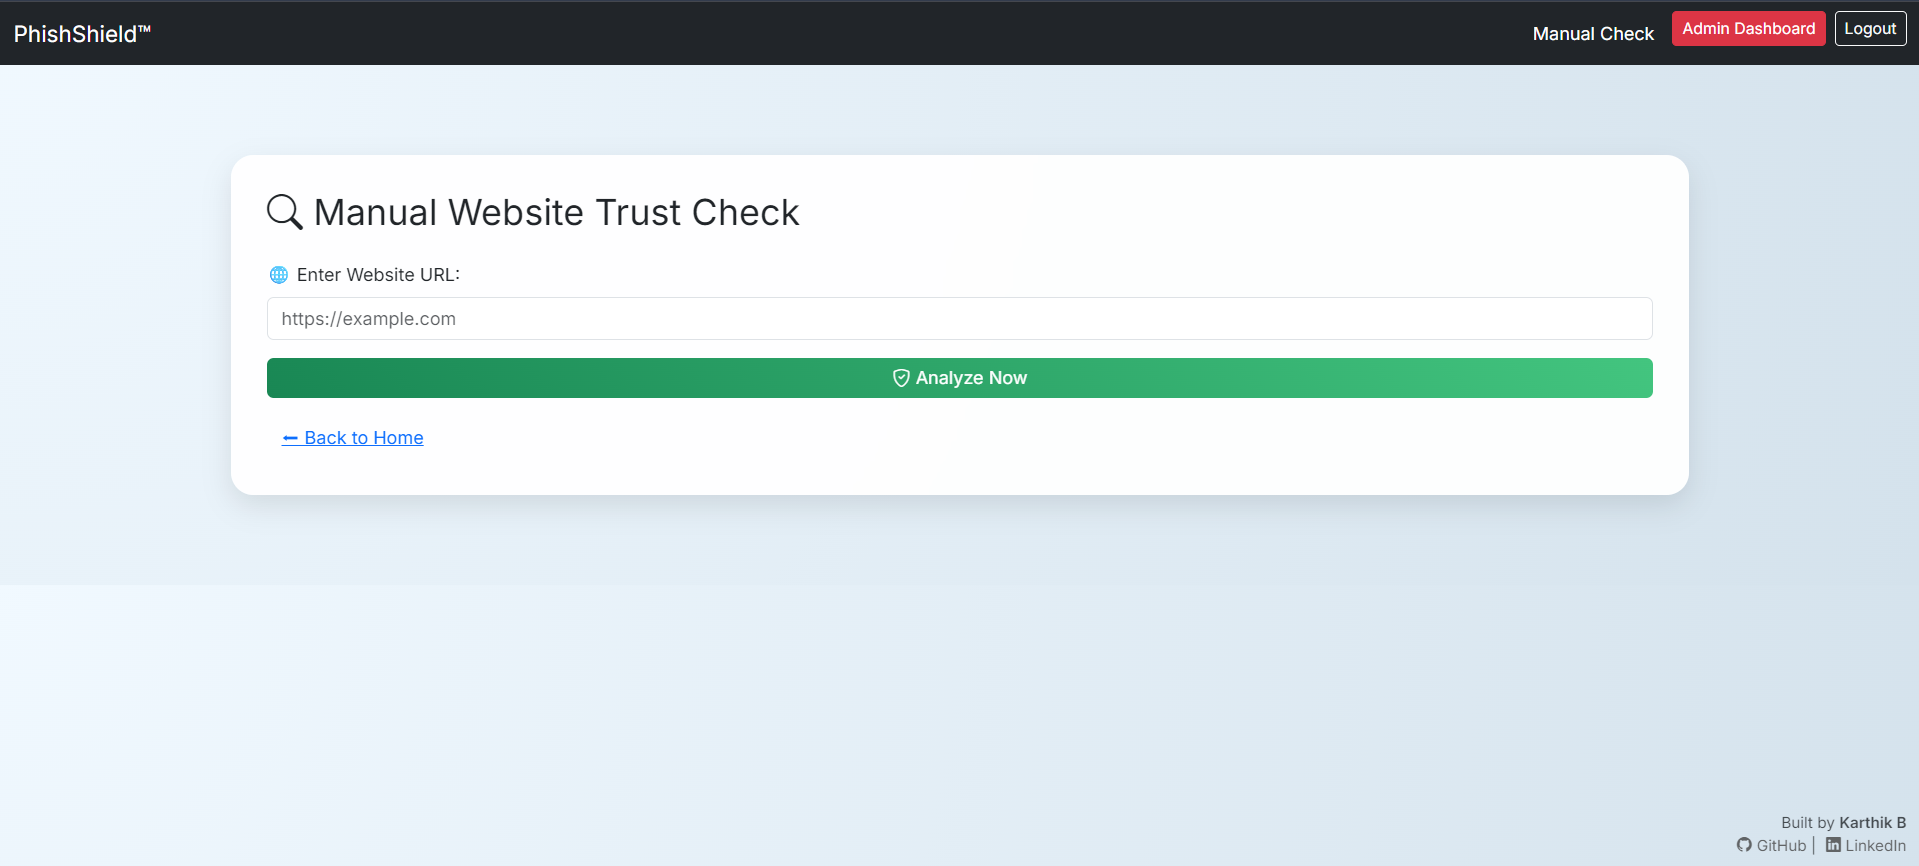 PhishShield™
Manual Check
Admin Dashboard
Logout
Manual Website Trust Check
Enter Website URL:
https://example.com
Analyze Now
Back to Home
Built by Karthik B
GitHub | LinkedIn